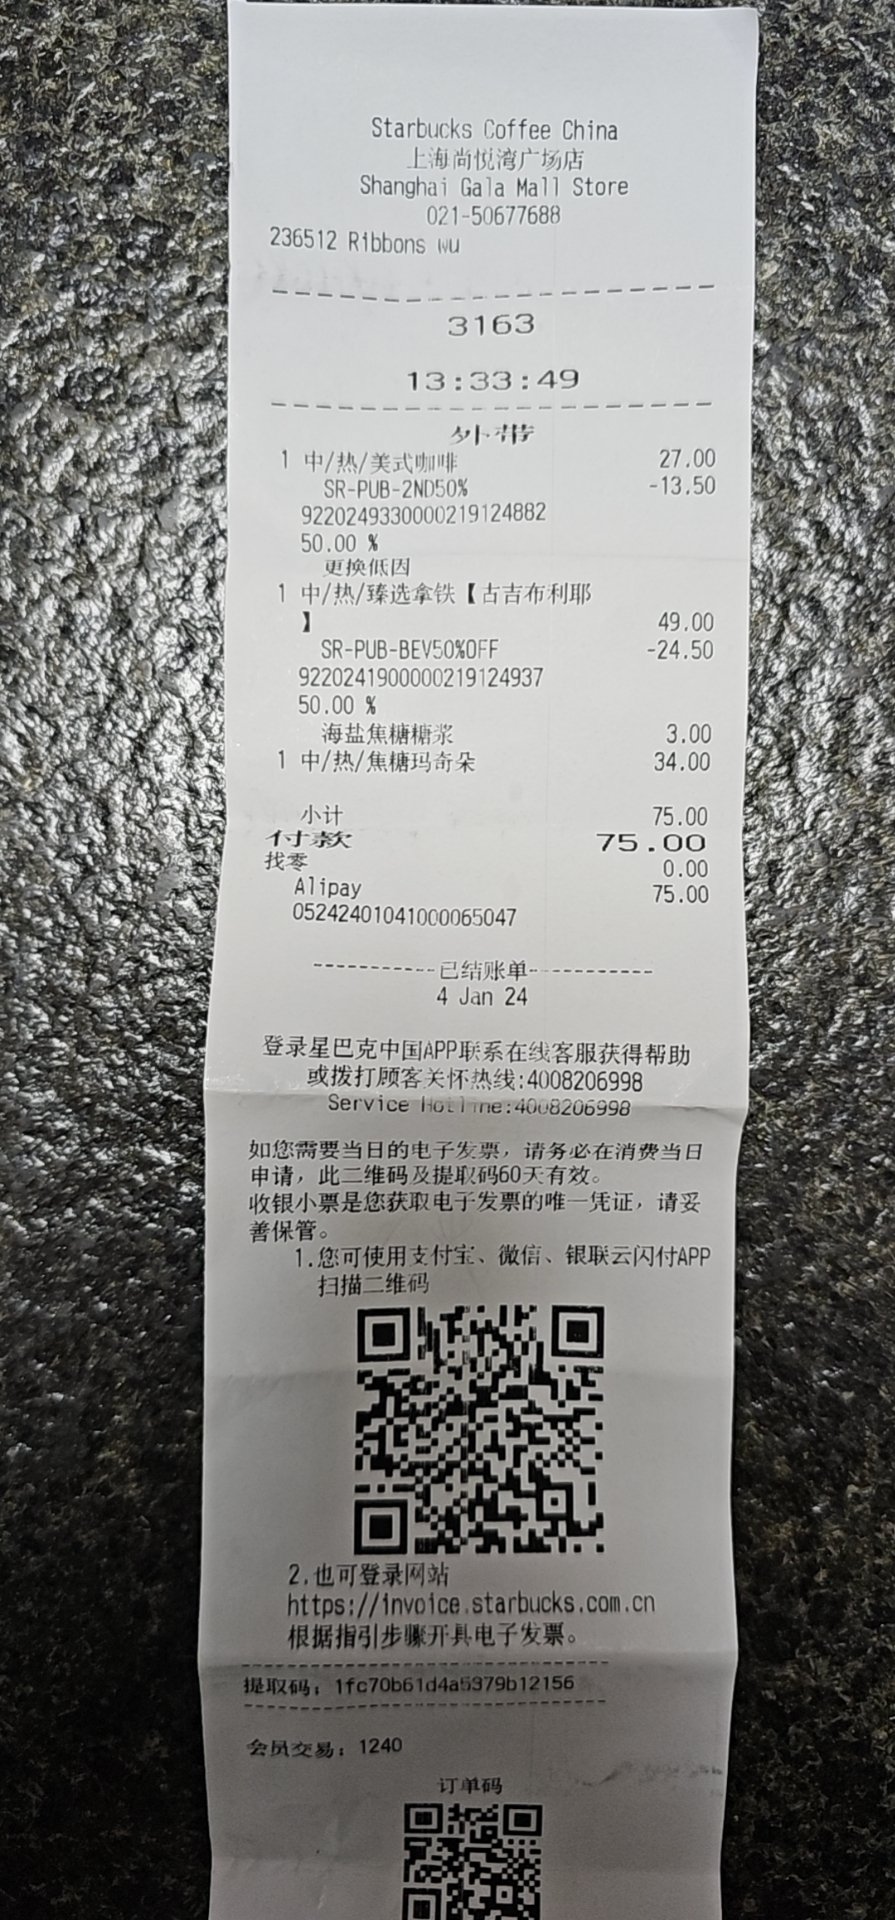 Starbucks Coffee China
上海尚悦湾广场店
Shanghai Gala Mall Store
021-50677688
236512 Ribbons wu
3163
13:33:49
外带
1 中/热/美式咖啡 27.00
SR-PUB-2ND50% -13.50
9220249330000219124882
50.00 %
更换低因
1 中/热/臻选拿铁【古吉布利耶
】 49.00
SR-PUB-BEV50%OFF -24.50
9220241900000219124937
50.00 %
海盐焦糖糖浆 3.00
1 中/热/焦糖玛奇朵 34.00
小计 75.00
付款 75.00
找零 0.00
Alipay 75.00
05242401041000065047
-----------已结账单-----------
4 Jan 24
登录星巴克中国APP联系在线客服获得帮助
或拨打顾客关怀热线:4008206998
Service Hotline:4008206998
如您需要当日的电子发票，请务必在消费当日
申请，此二维码及提取码60天有效。
收银小票是您获取电子发票的唯一凭证，请妥
善保管。
1.您可使用支付宝、微信、银联云闪付APP
扫描二维码
2.也可登录网站
https://invoice.starbucks.com.cn
根据指引步骤开具电子发票。
提取码：1fc70b61d4a5379b12156
会员交易：1240
订单码